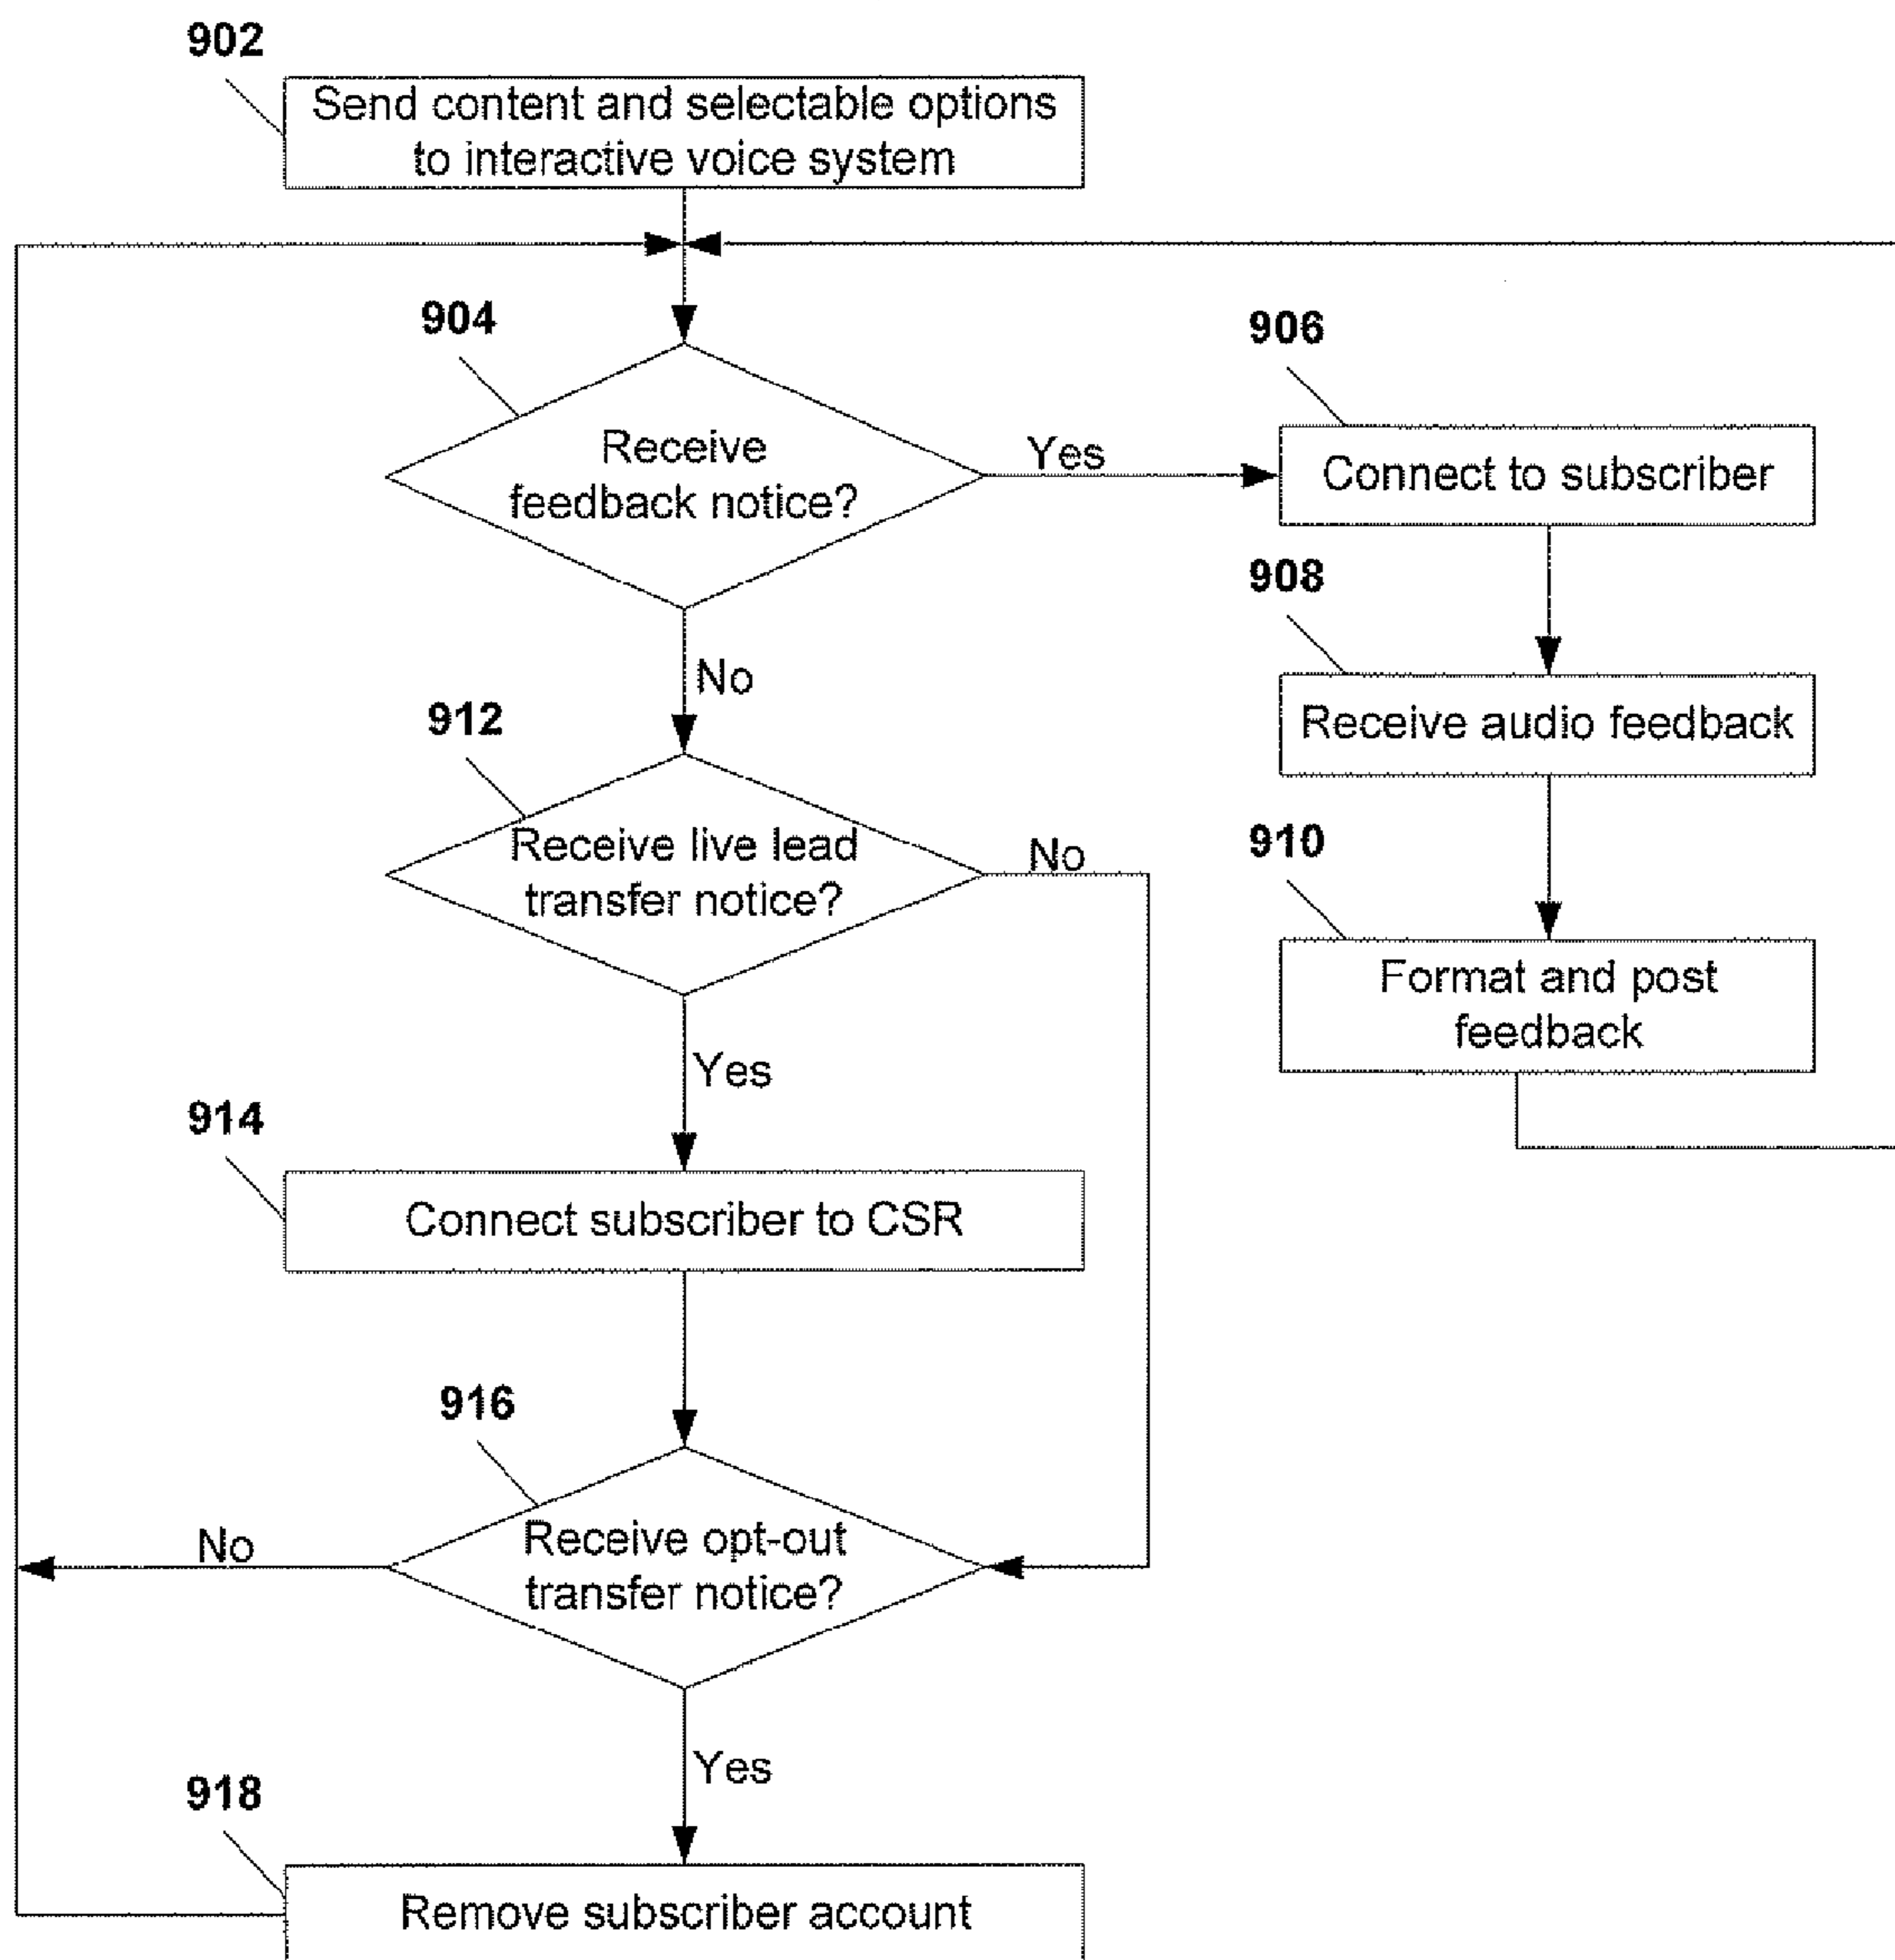 902
Send content and selectable options
to interactive voice system
904
Receive
feedback notice?
Yes
906
Connect to subscriber
908
Receive audio feedback
910
Format and post
feedback
No
912
Receive live lead
transfer notice?
No
Yes
914
Connect subscriber to CSR
916
Receive opt-out
transfer notice?
No
Yes
918
Remove subscriber account